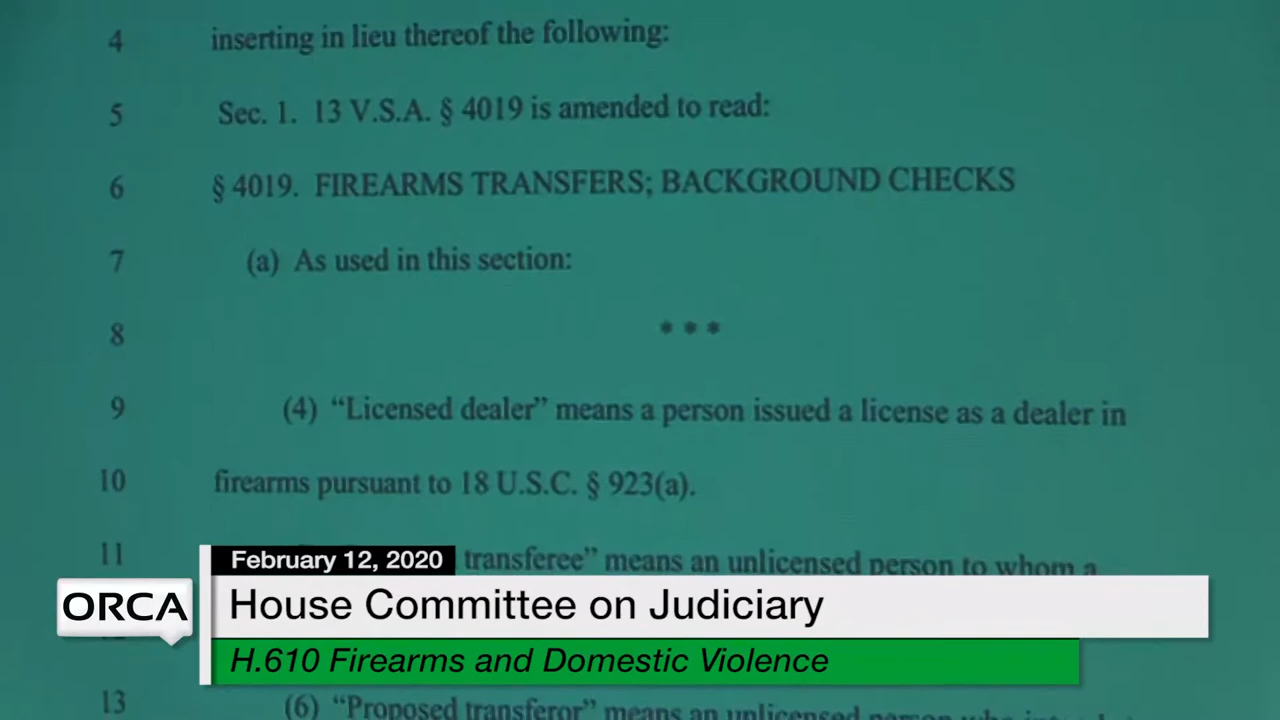 4 inserting in lieu thereof the following:
5 Sec. 1. 13 V.S.A. § 4019 is amended to read:
6 § 4019. FIREARMS TRANSFERS; BACKGROUND CHECKS
7 (a) As used in this section:
8 * * *
9 (4) “Licensed dealer” means a person issued a license as a dealer in
10 firearms pursuant to 18 U.S.C. § 923(a).
11 transferee” means an unlicensed person to whom a
February 12, 2020
ORCA House Committee on Judiciary
H.610 Firearms and Domestic Violence
13 (6) “Proposed transferor” means an unlicensed person who